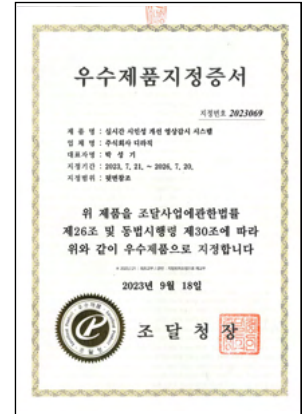 우수제품지정증서
지정번호 2023069
제 품 명 : 실시간 시인성 개선 영상감시 시스템
업 체 명 : 주식회사 디라직
대표자명 : 박 성 기
지정기간 : 2023. 7. 21. ~ 2026. 7. 20.
지정범위 : 뒷면참조
위 제품을 조달사업에관한법률
제26조 및 동법시행령 제30조에 따라
위와 같이 우수제품으로 지정합니다
2023년 9월 18일
조 달 청 장